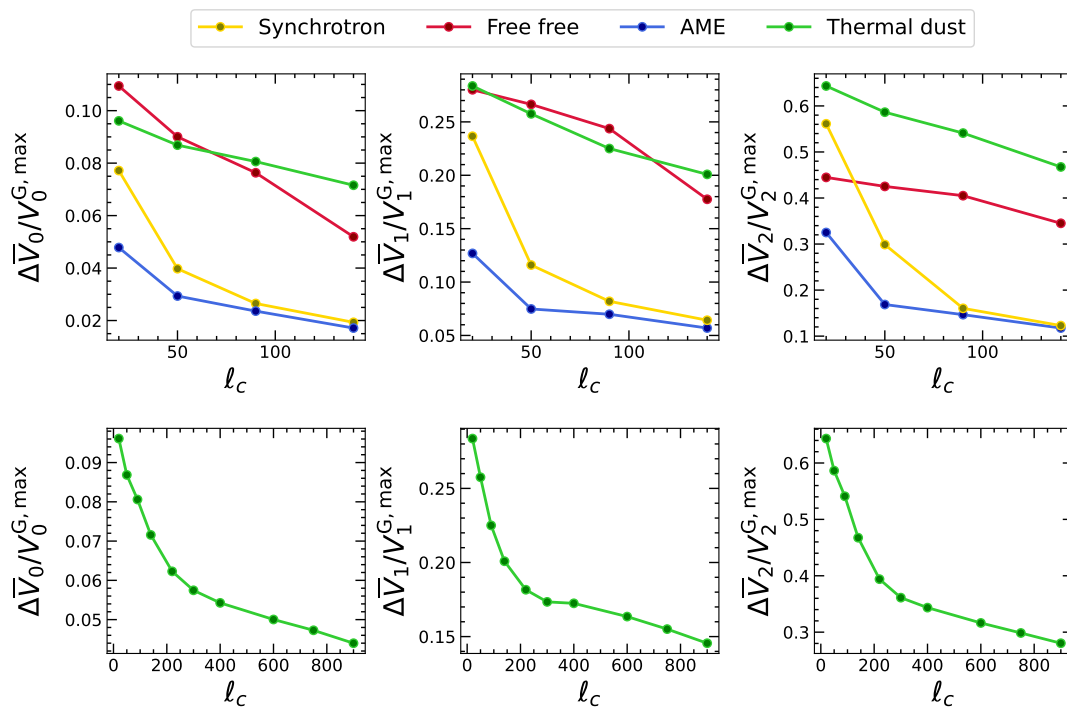 Synchrotron Free free AME Thermal dust
ΔV̅₀/V₀^{G, max}
0.10
0.08
0.06
0.04
0.02
50 100
ℓ_c
ΔV̅₁/V₁^{G, max}
0.25
0.20
0.15
0.10
0.05
50 100
ℓ_c
ΔV̅₂/V₂^{G, max}
0.6
0.5
0.4
0.3
0.2
0.1
50 100
ℓ_c
ΔV̅₀/V₀^{G, max}
0.09
0.08
0.07
0.06
0.05
0 200 400 600 800
ℓ_c
ΔV̅₁/V₁^{G, max}
0.25
0.20
0.15
0 200 400 600 800
ℓ_c
ΔV̅₂/V₂^{G, max}
0.6
0.5
0.4
0.3
0 200 400 600 800
ℓ_c